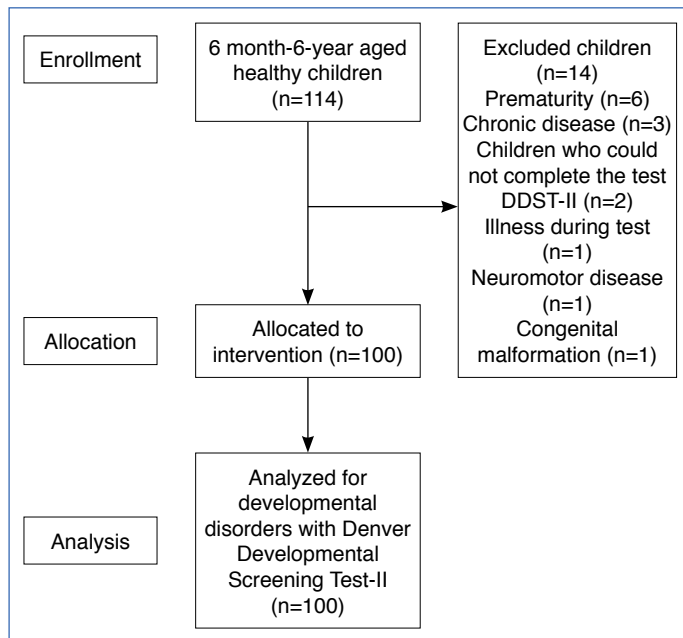 Enrollment
6 month-6-year aged
healthy children
(n=114)
Excluded children
(n=14)
Prematurity (n=6)
Chronic disease (n=3)
Children who could
not complete the test
DDST-II (n=2)
Illness during test
(n=1)
Neuromotor disease
(n=1)
Congenital
malformation (n=1)
Allocation
Allocated to
intervention (n=100)
Analysis
Analyzed for
developmental
disorders with Denver
Developmental
Screening Test-II
(n=100)